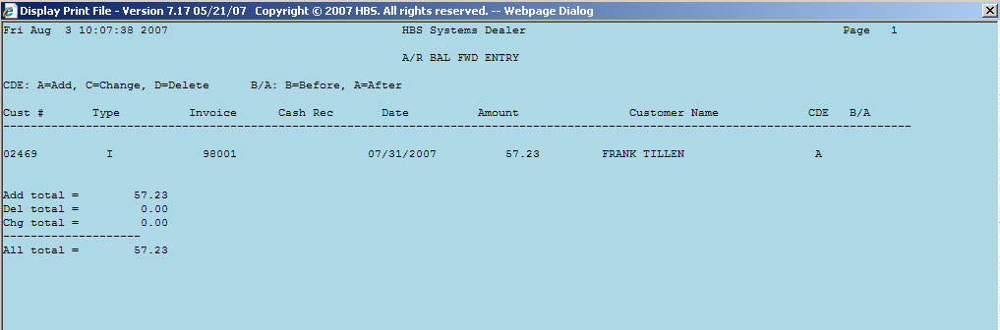 Display Print File - Version 7.17 05/21/07 Copyright © 2007 HBS. All rights reserved. -- Webpage Dialog
Fri Aug 3 10:07:38 2007 HBS Systems Dealer Page 1
A/R BAL FWD ENTRY
CDE: A=Add, C=Change, D=Delete B/A: B=Before, A=After
Cust # Type Invoice Cash Rec Date Amount Customer Name CDE B/A
------------------------------------------------------------------------------------------------------------------------------------
02469 I 98001 07/31/2007 57.23 FRANK TILLEN A
Add total = 57.23
Del total = 0.00
Chg total = 0.00
--------------------
All total = 57.23